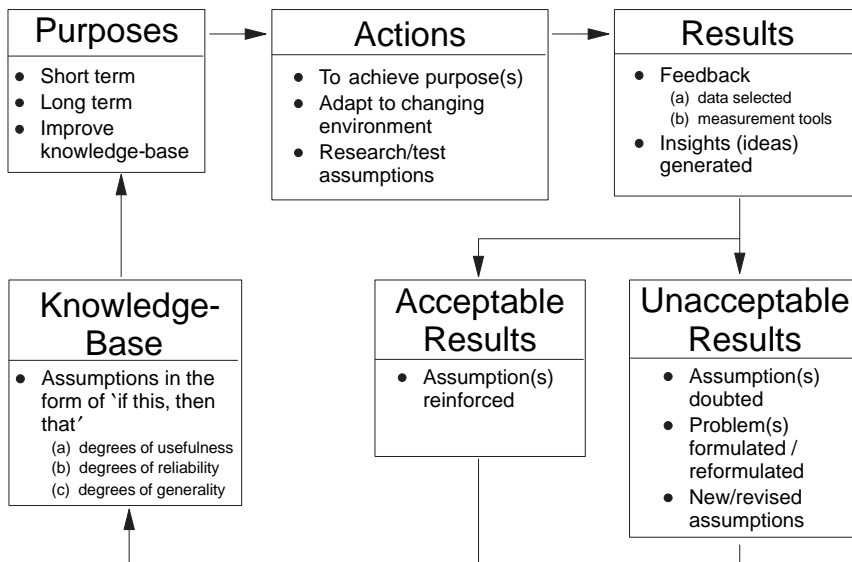 Purposes
● Short term
● Long term
● Improve
knowledge-base
Actions
● To achieve purpose(s)
● Adapt to changing
environment
● Research/test
assumptions
Results
● Feedback
(a) data selected
(b) measurement tools
● Insights (ideas)
generated
Knowledge-
Base
● Assumptions in the
form of ‵if this, then
that′
(a) degrees of usefulness
(b) degrees of reliability
(c) degrees of generality
Acceptable
Results
● Assumption(s)
reinforced
Unacceptable
Results
● Assumption(s)
doubted
● Problem(s)
formulated /
reformulated
● New/revised
assumptions